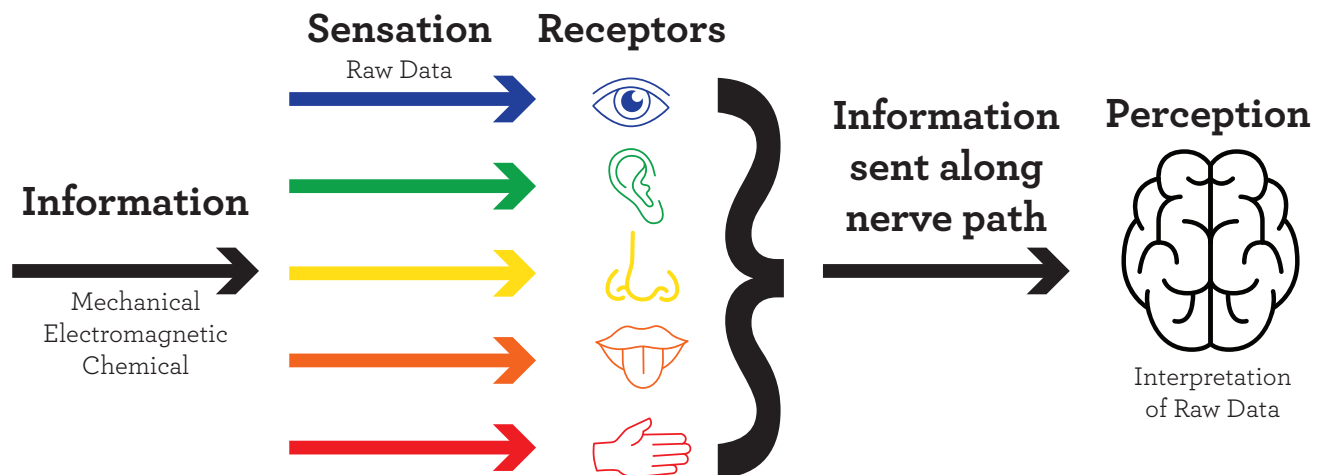 Sensation
Raw Data
Receptors
Information
Mechanical
Electromagnetic
Chemical
Information
sent along
nerve path
Perception
Interpretation
of Raw Data